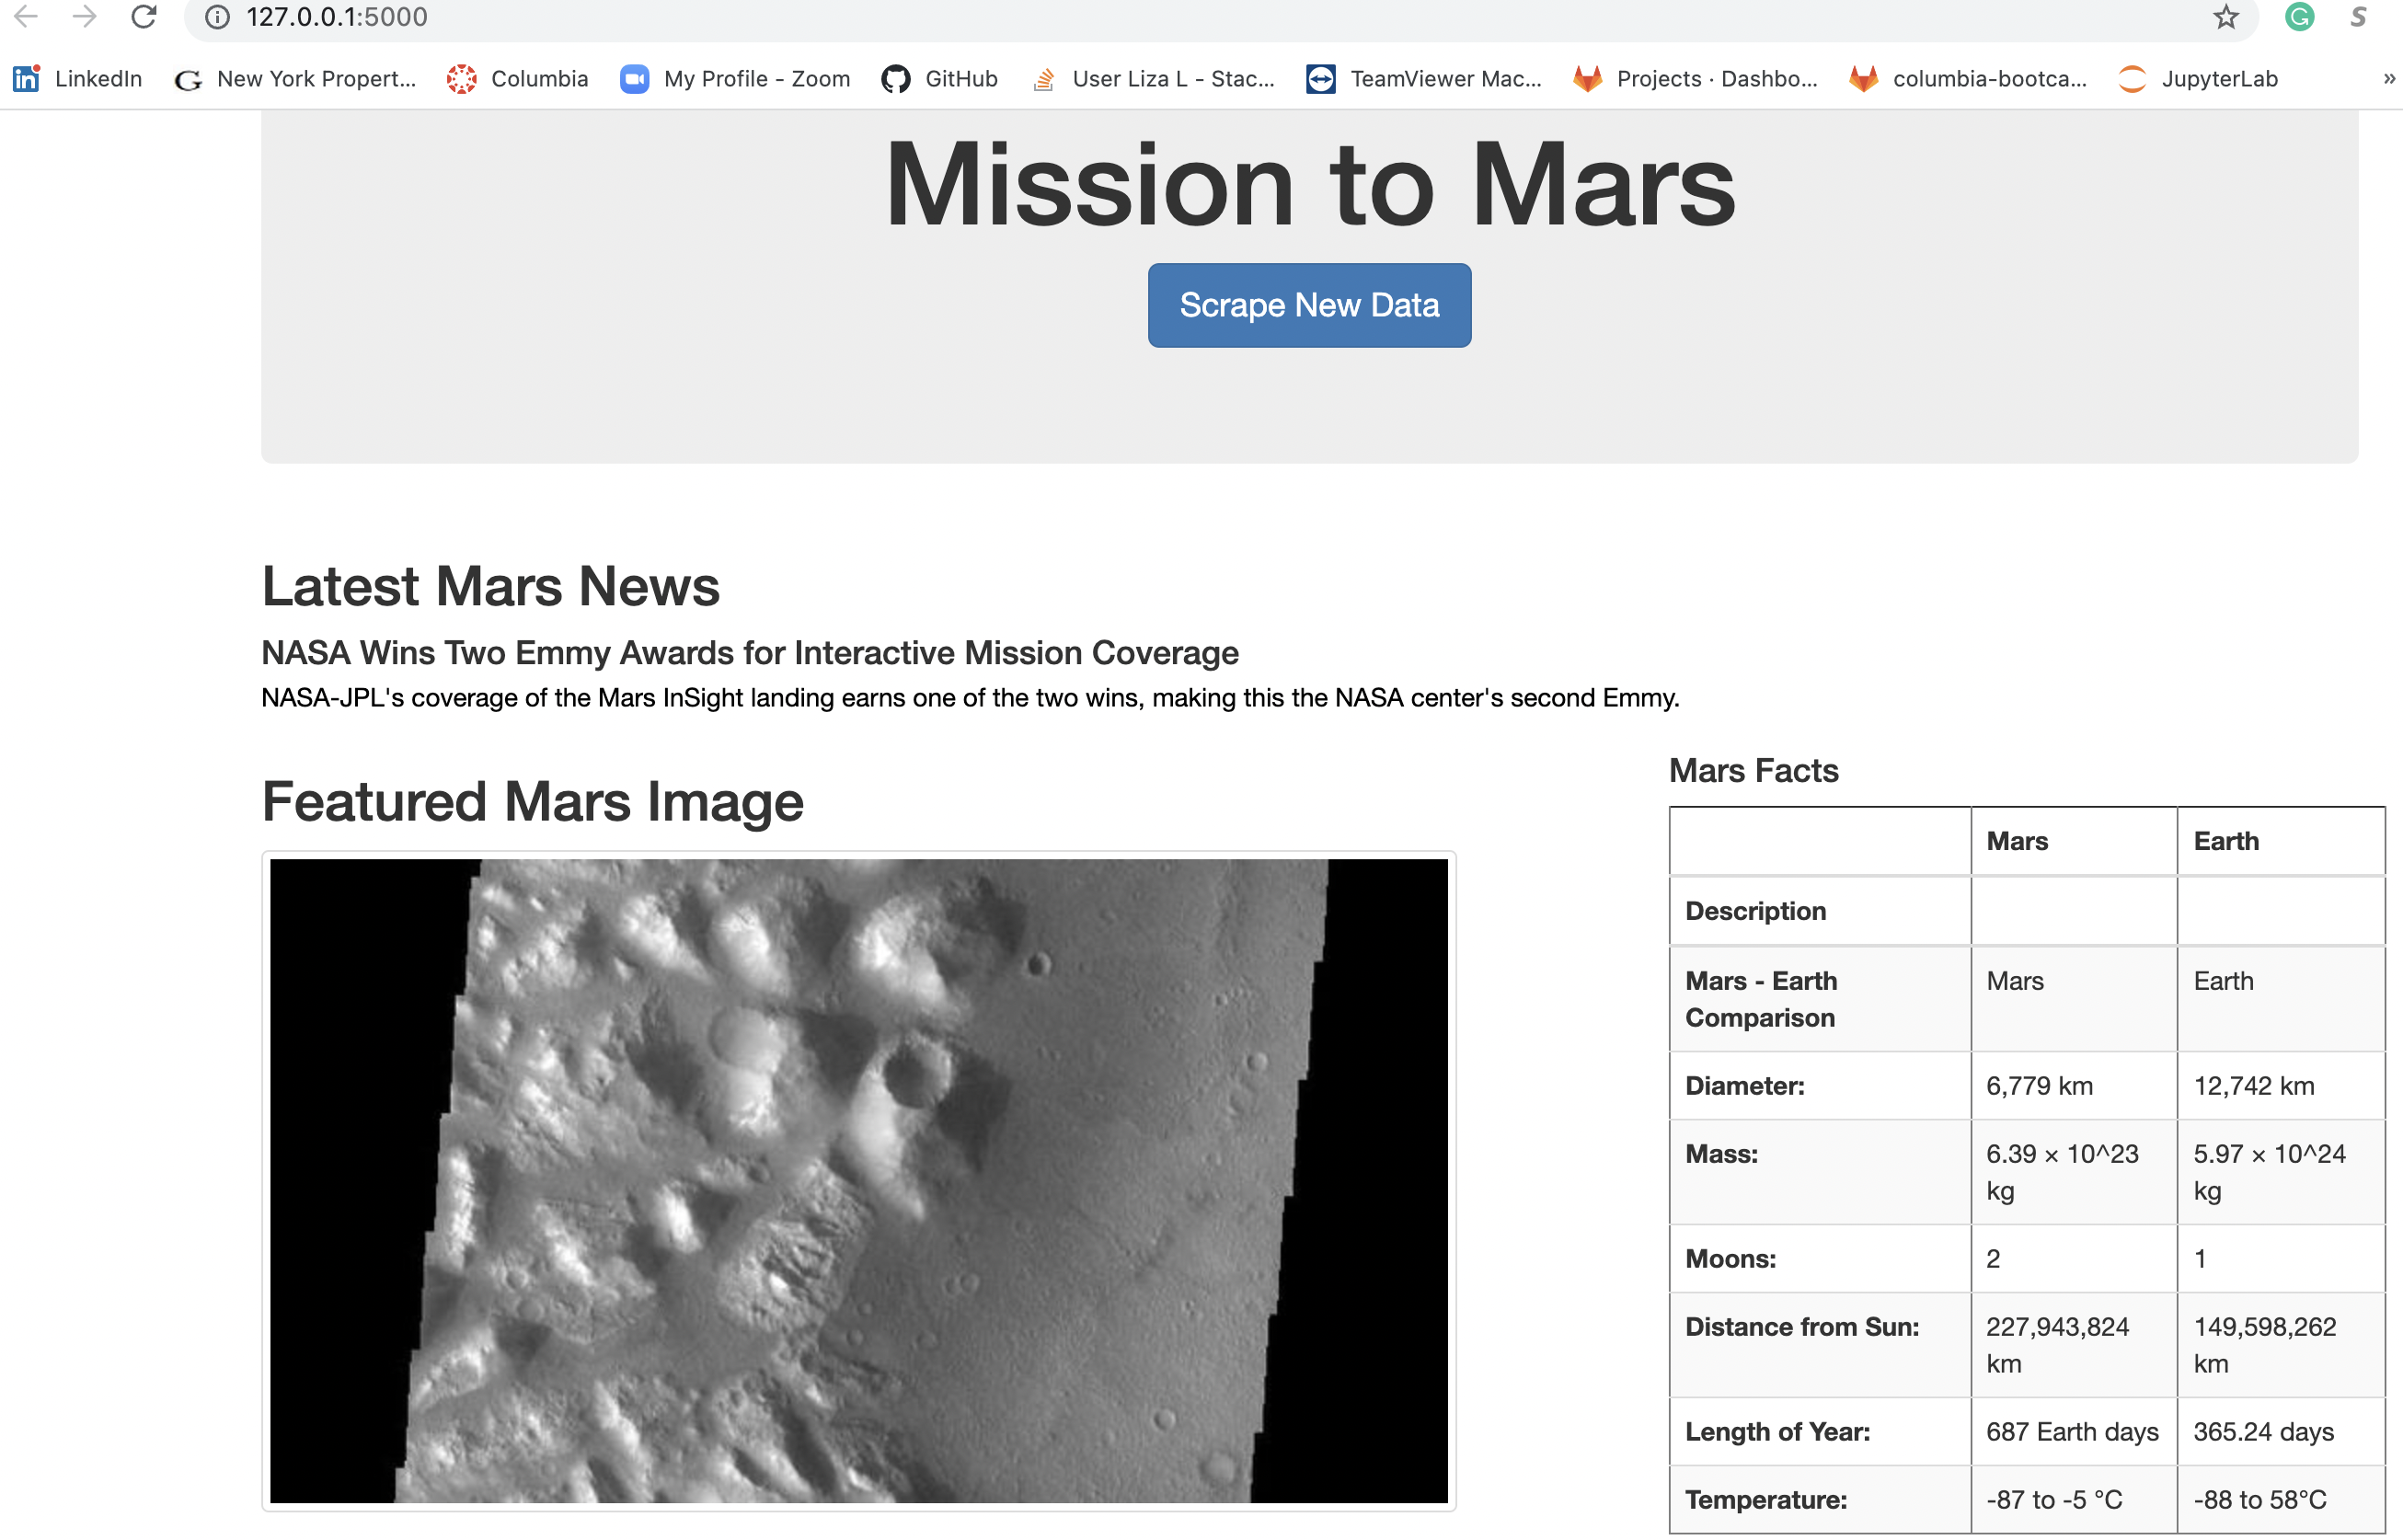 127.0.0.1:5000
LinkedIn New York Propert... Columbia My Profile - Zoom GitHub User Liza L - Stac... TeamViewer Mac... Projects · Dashbo... columbia-bootca... JupyterLab »
Mission to Mars
Scrape New Data
Latest Mars News
NASA Wins Two Emmy Awards for Interactive Mission Coverage
NASA-JPL's coverage of the Mars InSight landing earns one of the two wins, making this the NASA center's second Emmy.
Featured Mars Image
Mars Facts
Mars Earth
Description
Mars - Earth Mars Earth
Comparison
Diameter: 6,779 km 12,742 km
Mass: 6.39 × 10^23 5.97 × 10^24
kg kg
Moons: 2 1
Distance from Sun: 227,943,824 149,598,262
km km
Length of Year: 687 Earth days 365.24 days
Temperature: -87 to -5 °C -88 to 58°C